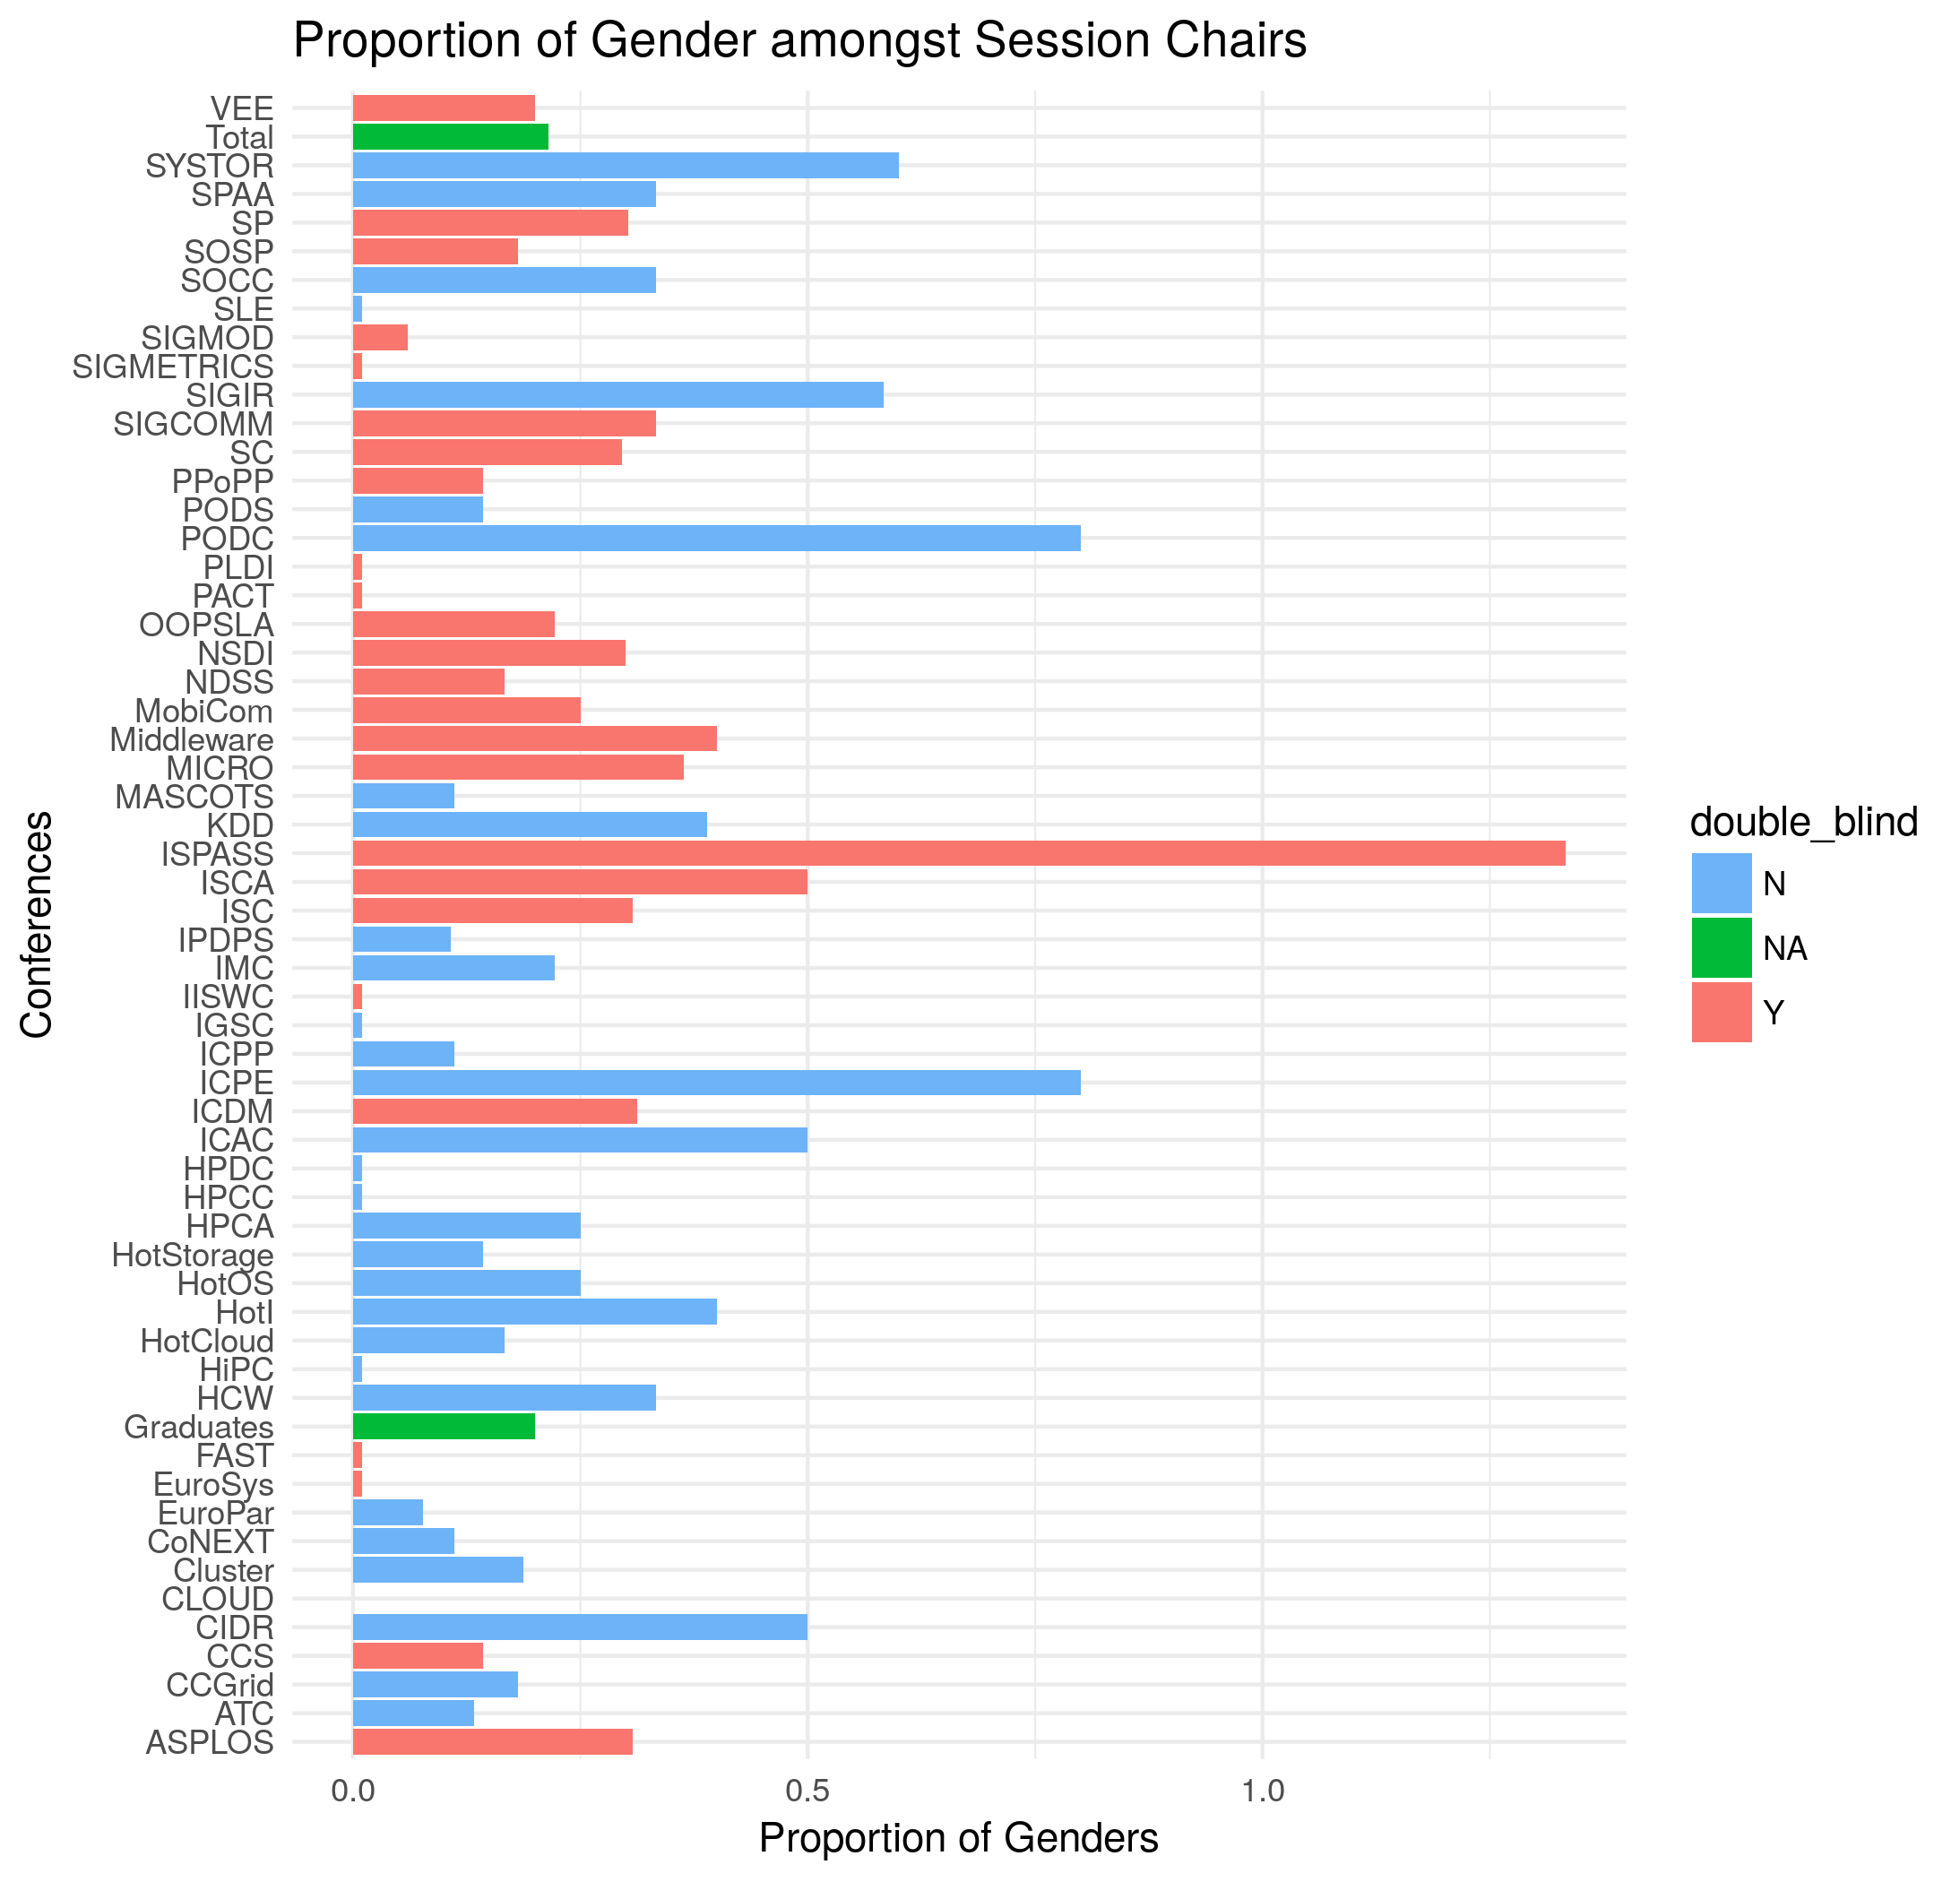 Proportion of Gender amongst Session Chairs
VEE
Total
SYSTOR
SPAA
SP
SOSP
SOCC
SLE
SIGMOD
SIGMETRICS
SIGIR
SIGCOMM
SC
PPoPP
PODS
PODC
PLDI
PACT
OOPSLA
NSDI
NDSS
MobiCom
Middleware
MICRO
MASCOTS
KDD
ISPASS
ISCA
ISC
IPDPS
IMC
IISWC
IGSC
ICPP
ICPE
ICDM
ICAC
HPDC
HPCC
HPCA
HotStorage
HotOS
HotI
HotCloud
HiPC
HCW
Graduates
FAST
EuroSys
EuroPar
CoNEXT
Cluster
CLOUD
CIDR
CCS
CCGrid
ATC
ASPLOS
Conferences
0.0 0.5 1.0
Proportion of Genders
double_blind
N
NA
Y